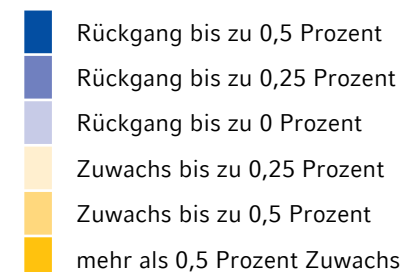 Rückgang bis zu 0,5 Prozent
Rückgang bis zu 0,25 Prozent
Rückgang bis zu 0 Prozent
Zuwachs bis zu 0,25 Prozent
Zuwachs bis zu 0,5 Prozent
mehr als 0,5 Prozent Zuwachs